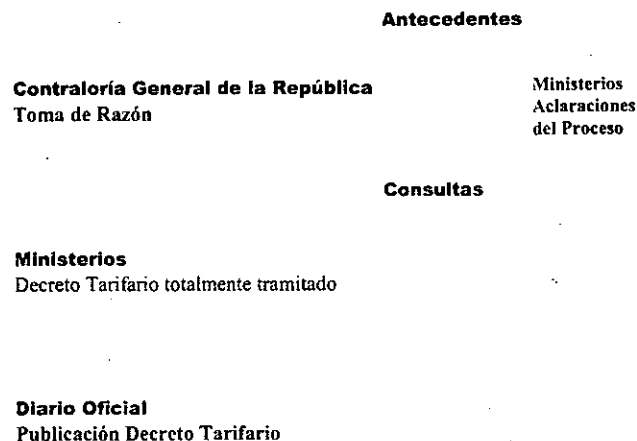 Antecedentes
Contraloría General de la República
Toma de Razón
Ministerios
Aclaraciones
del Proceso
Consultas
Ministerios
Decreto Tarifario totalmente tramitado
Diario Oficial
Publicación Decreto Tarifario